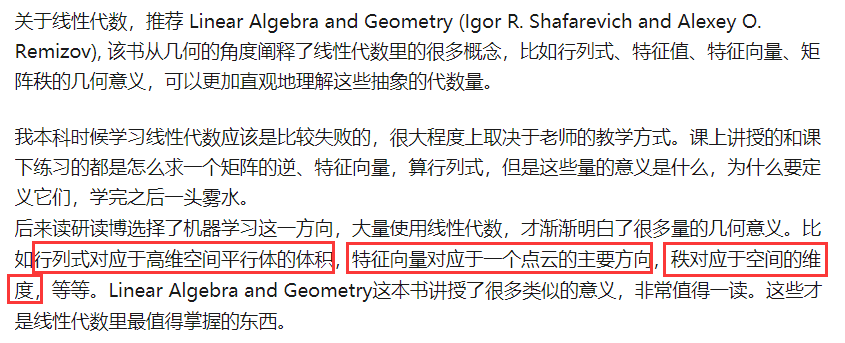 关于线性代数，推荐 Linear Algebra and Geometry (Igor R. Shafarevich and Alexey O.
Remizov), 该书从几何的角度阐释了线性代数里的很多概念，比如行列式、特征值、特征向量、矩
阵秩的几何意义，可以更加直观地理解这些抽象的代数量。
我本科时候学习线性代数应该是比较失败的，很大程度上取决于老师的教学方式。课上讲授的和课
下练习的都是怎么求一个矩阵的逆、特征向量，算行列式，但是这些量的意义是什么，为什么要定
义它们，学完之后一头雾水。
后来读研读博选择了机器学习这一方向，大量使用线性代数，才渐渐明白了很多量的几何意义。比
如行列式对应于高维空间平行体的体积，特征向量对应于一个点云的主要方向，秩对应于空间的维
度，等等。Linear Algebra and Geometry这本书讲授了很多类似的意义，非常值得一读。这些才
是线性代数里最值得掌握的东西。